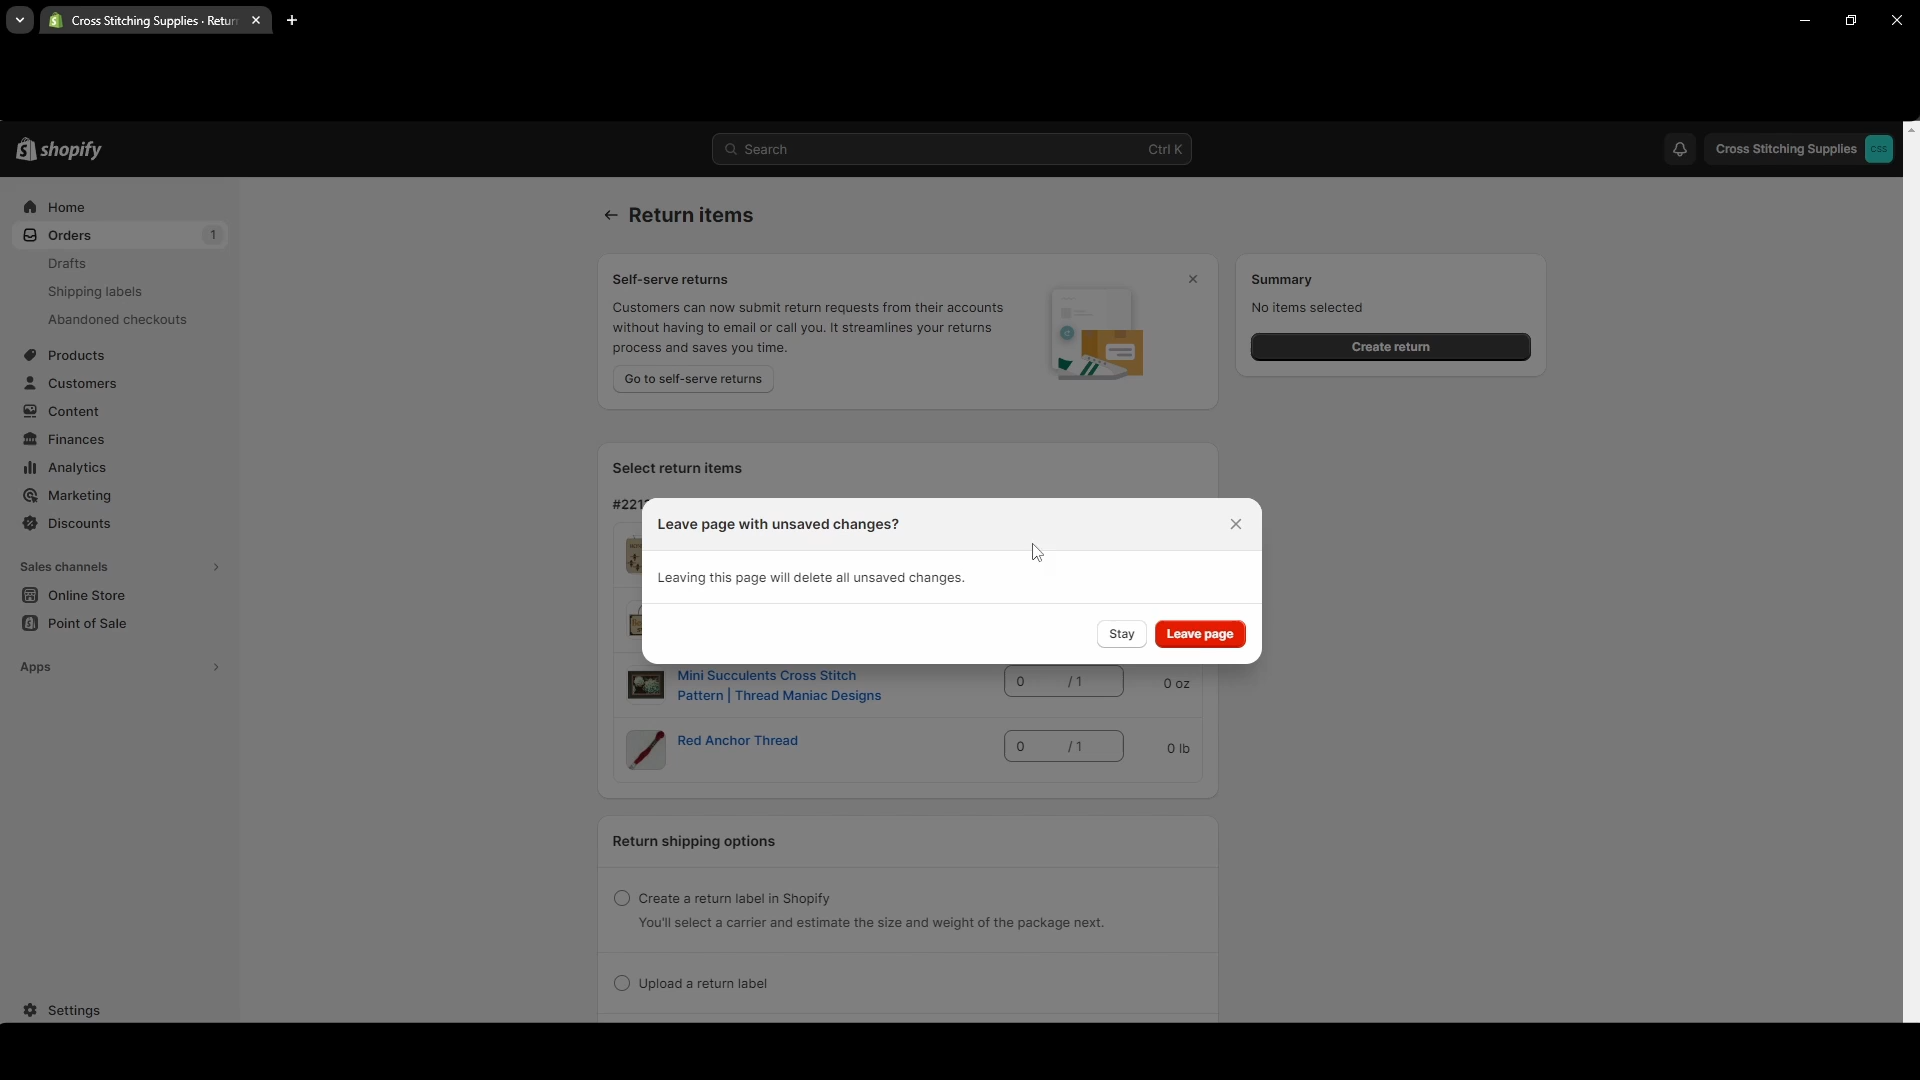 Cross Stitching Supplies · Retur
shopify
Search
Ctrl K
Cross Stitching Supplies
CSS
Home
Orders
1
Drafts
Shipping labels
Abandoned checkouts
Products
Customers
Content
Finances
Analytics
Marketing
Discounts
Sales channels
Online Store
Point of Sale
Apps
Settings
Return items
Self-serve returns
Customers can now submit return requests from their accounts
without having to email or call you. It streamlines your returns
process and saves you time.
Go to self-serve returns
Summary
No items selected
Create return
Select return items
Leave page with unsaved changes?
Leaving this page will delete all unsaved changes.
Stay
Leave page
Mini Succulents Cross Stitch
Pattern | Thread Maniac Designs
0 /1
0 oz
Red Anchor Thread
0 /1
0 lb
Return shipping options
Create a return label in Shopify
You'll select a carrier and estimate the size and weight of the package next.
Upload a return label